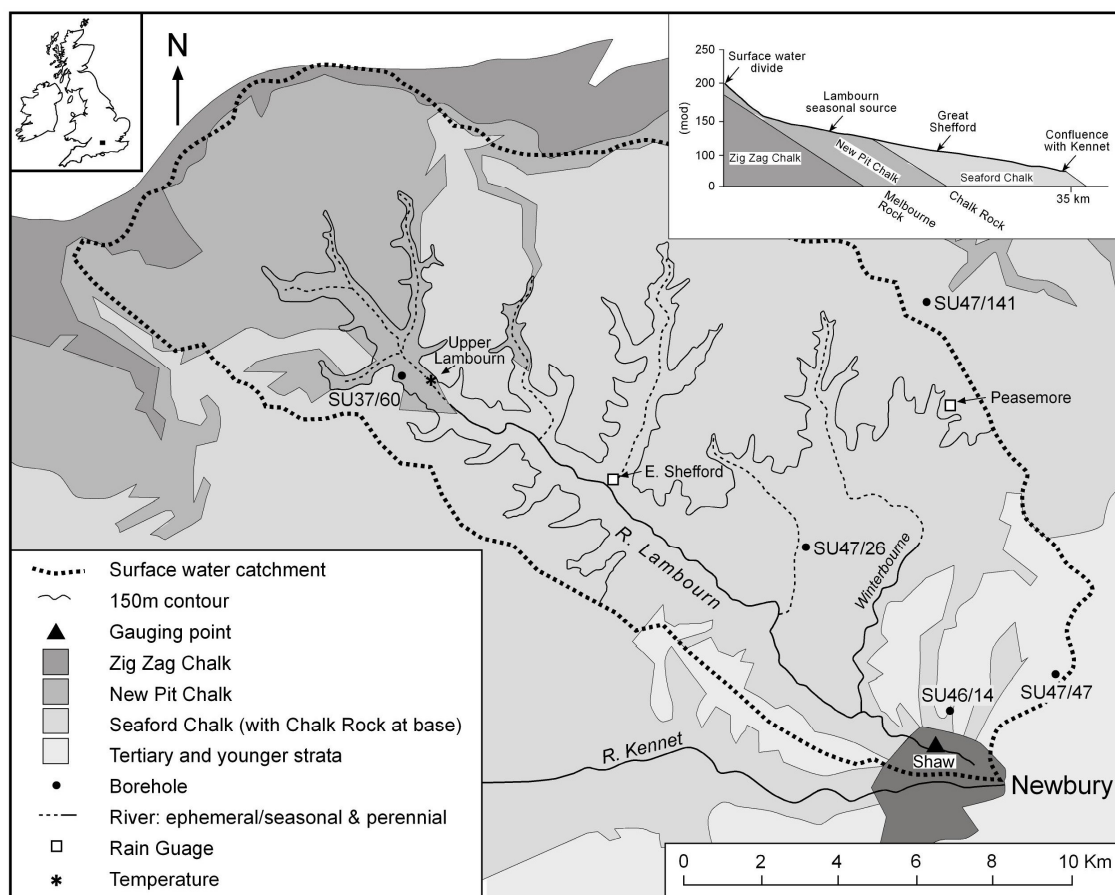 N
250
200
150
100
0
(mod)
Surface water
divide
Lambourn
seasonal source
Great
Shefford
Confluence
with Kennet
Zig Zag Chalk
New Pit Chalk
Seaford Chalk
Melbourne
Rock
Chalk Rock
35 km
SU47/141
Upper
Lambourn
SU37/60
Peasemore
E. Shefford
R. Lambourn
SU47/26
Winterbourne
SU46/14
SU47/47
R. Kennet
Shaw
Newbury
Surface water catchment
150m contour
Gauging point
Zig Zag Chalk
New Pit Chalk
Seaford Chalk (with Chalk Rock at base)
Tertiary and younger strata
Borehole
River: ephemeral/seasonal & perennial
Rain Guage
Temperature
0 2 4 6 8 10 Km